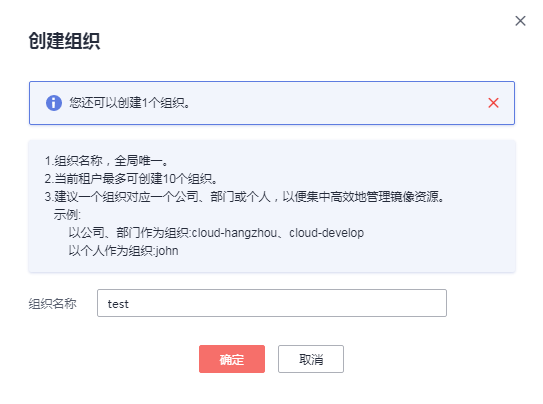 创建组织
您还可以创建1个组织。
1.组织名称，全局唯一。
2.当前租户最多可创建10个组织。
3.建议一个组织对应一个公司、部门或个人，以便集中高效地管理镜像资源。
示例:
以公司、部门作为组织:cloud-hangzhou、cloud-develop
以个人作为组织:john
组织名称 test
确定 取消